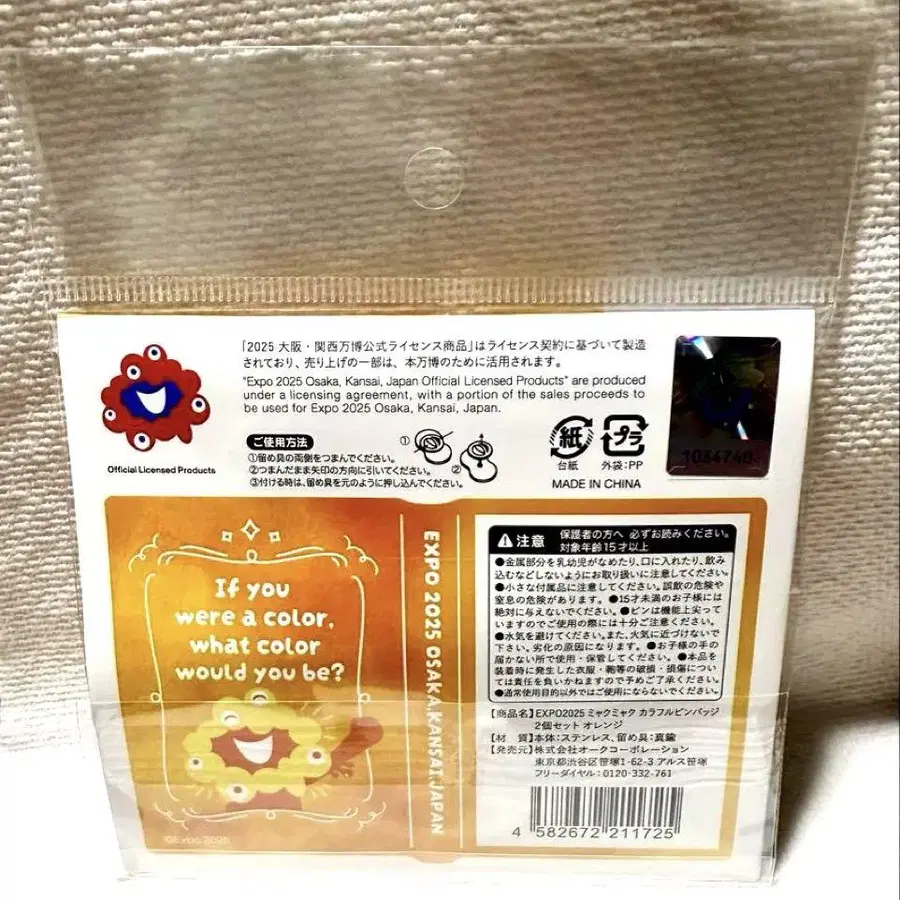 「2025 大阪・関西万博公式ライセンス商品」はライセンス契約に基づいて製造
されており、売り上げの一部は、本万博のために活用されます。
"Expo 2025 Osaka, Kansai, Japan Official Licensed Products" are produced
under a licensing agreement, with a portion of the sales proceeds to
be used for Expo 2025 Osaka, Kansai, Japan.
Official Licensed Products
ご使用方法
①留め具の両側をつまんでください。
②つまんだまま矢印の方向に引いてください。
③付ける時は、留め具を元のように押し込んでください。
①
②
紙
台紙
プラ
外袋:PP
MADE IN CHINA
1034740
If you
were a color,
what color
would you be?
©Expo 2025
EXPO 2025 OSAKA,KANSAI,JAPAN
注意
保護者の方へ 必ずお読みください。
対象年齢15才以上
●金属部分を乳幼児がなめたり、口に入れたり、飲み
込むなどしないようにお取り扱いに注意してください。
●小さな付属品に注意してください。誤飲の危険や
窒息の危険があります。●15才未満のお子様には
絶対に与えないでください。●ピンは機能上尖って
いますのでご使用の際には十分ご注意ください。
●水気を避けてください。また、火気に近づけないで
下さい。劣化の原因になります。●お子様の手の
届かない所で使用・保管してください。●本品を
装着時に発生した衣服・鞄等の破損・損傷につい
ては責任を負いかねますので予めご了承ください。
●通常使用目的以外ではご使用にならないでください。
【商品名】EXPO2025 ミャクミャク カラフルピンバッジ
2個セット オレンジ
【材 質】本体:ステンレス、留め具:真鍮
【発売元】株式会社オークコーポレーション
東京都渋谷区笹塚1-62-3 アルス笹塚
フリーダイヤル:0120-332-761
4 582672 211725